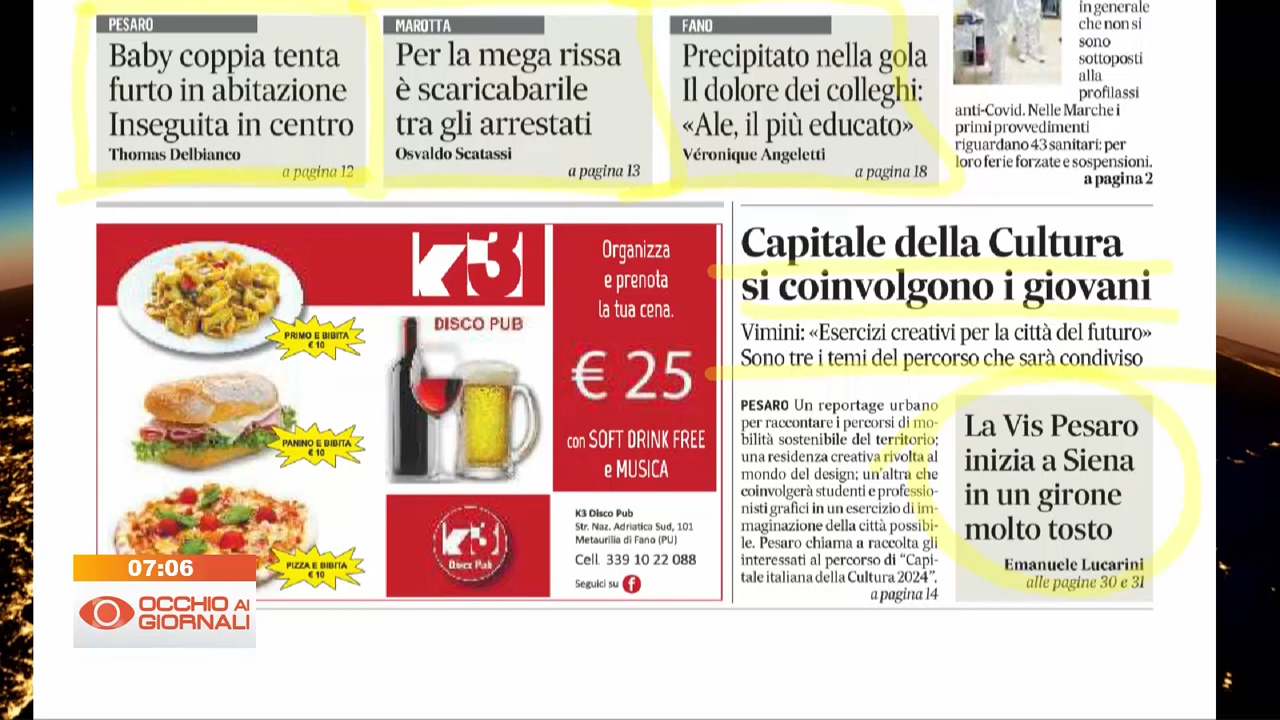 PESARO
Baby coppia tenta
furto in abitazione
Inseguita in centro
Thomas Delbianco
a pagina 12
MAROTTA
Per la mega rissa
è scaricabarile
tra gli arrestati
Osvaldo Scatassi
a pagina 13
FANO
Precipitato nella gola
Il dolore dei colleghi:
«Ale, il più educato»
Véronique Angeletti
a pagina 18
in generale
che non si
sono
sottoposti
alla
profilassi
anti-Covid. Nelle Marche i
primi provvedimenti
riguardano 43 sanitari: per
loro ferie forzate e sospensioni.
a pagina 2
K3
DISCO PUB
PRIMO E BIBITA
€ 10
PANINO E BIBITA
€ 10
PIZZA E BIBITA
€ 10
Organizza
e prenota
la tua cena.
€ 25
con SOFT DRINK FREE
e MUSICA
K3
Disco Pub
K3 Disco Pub
Str. Naz. Adriatica Sud, 101
Metaurilia di Fano (PU)
Cell. 339 10 22 088
Seguici su f
Capitale della Cultura
si coinvolgono i giovani
Vimini: «Esercizi creativi per la città del futuro»
Sono tre i temi del percorso che sarà condiviso
PESARO Un reportage urbano
per raccontare i percorsi di mo-
bilità sostenibile del territorio;
una residenza creativa rivolta al
mondo del design; un'altra che
coinvolgerà studenti e professio-
nisti grafici in un esercizio di im-
maginazione della città possibi-
le. Pesaro chiama a raccolta gli
interessati al percorso di “Capi-
tale italiana della Cultura 2024”.
a pagina 14
La Vis Pesaro
inizia a Siena
in un girone
molto tosto
Emanuele Lucarini
alle pagine 30 e 31
07:06
OCCHIO AI
GIORNALI